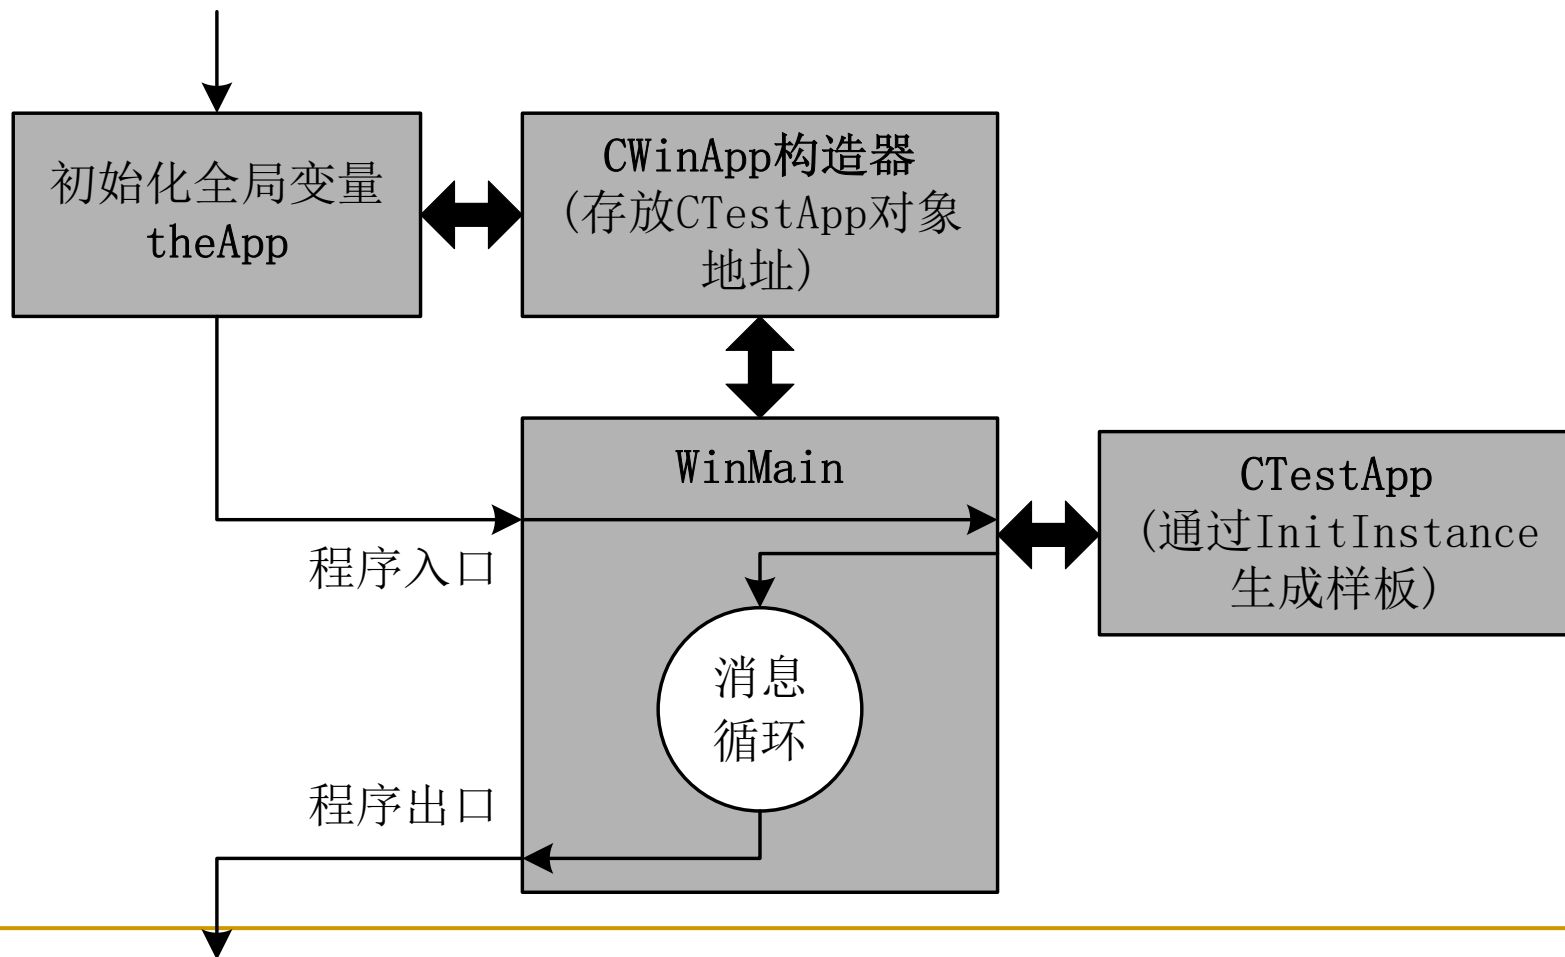 初始化全局变量
theApp
CWinApp构造器
(存放CTestApp对象
地址)
WinMain
CTestApp
(通过InitInstance
生成样板)
程序入口
消息
循环
程序出口